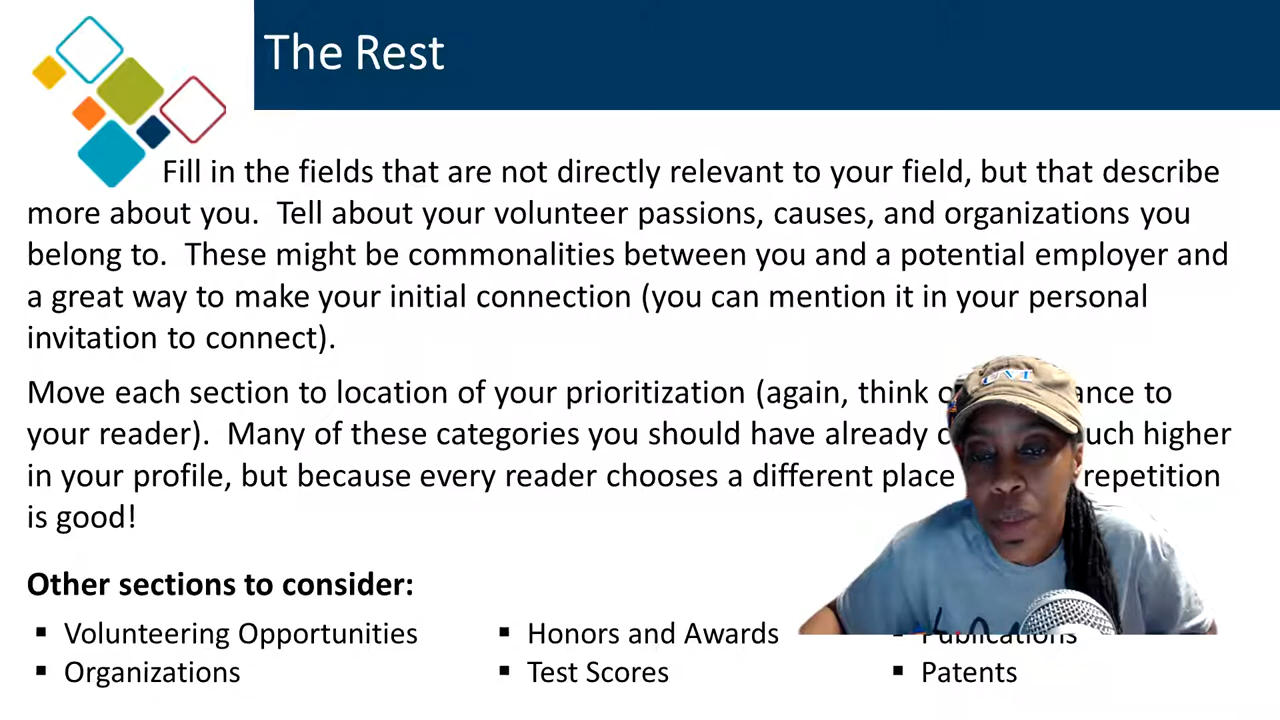 The Rest
Fill in the fields that are not directly relevant to your field, but that describe
more about you. Tell about your volunteer passions, causes, and organizations you
belong to. These might be commonalities between you and a potential employer and
a great way to make your initial connection (you can mention it in your personal
invitation to connect).
Move each section to location of your prioritization (again, think to
your reader). Many of these categories you should have already higher
in your profile, but because every reader chooses a different place repetition
is good!
Other sections to consider:
▪ Volunteering Opportunities
▪ Organizations
▪ Honors and Awards
▪ Test Scores
▪ Publications
▪ Patents